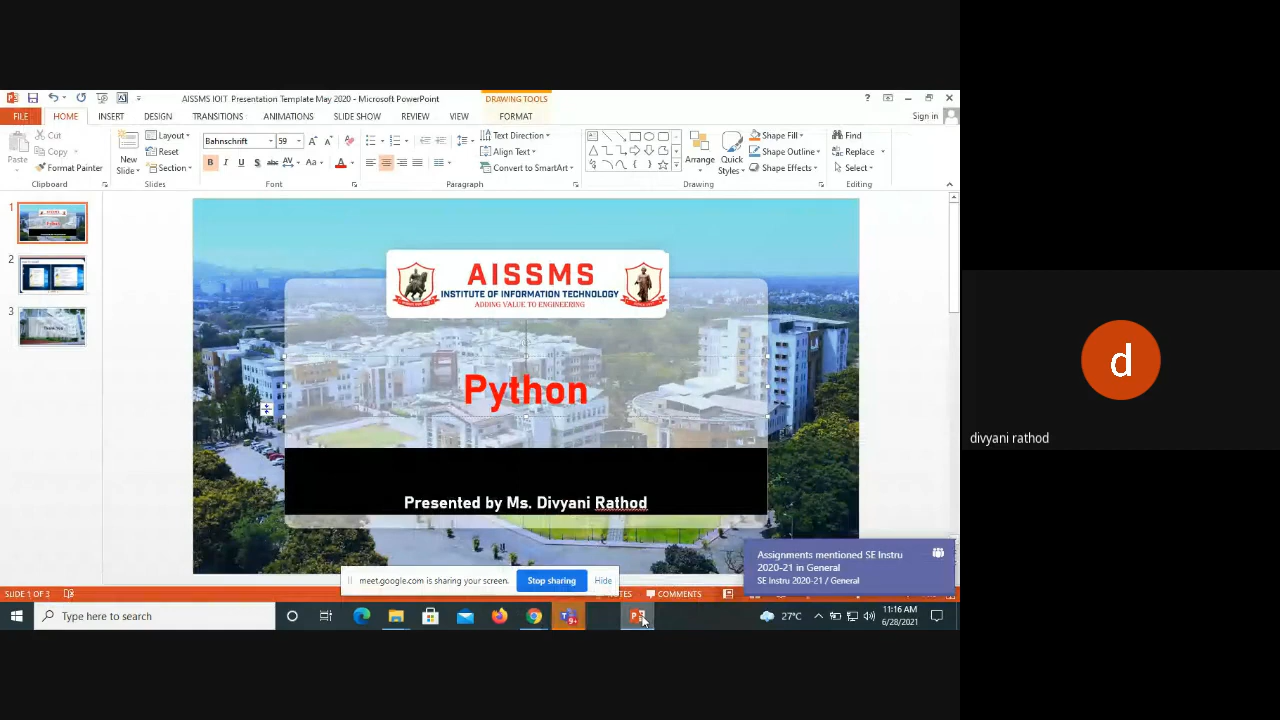 AISSMS IOIT Presentation Template May 2020 - Microsoft PowerPoint
DRAWING TOOLS
?
Sign in
FILE
HOME
INSERT
DESIGN
TRANSITIONS
ANIMATIONS
SLIDE SHOW
REVIEW
VIEW
FORMAT
Paste
Cut
Copy
Format Painter
Clipboard
New
Slide
Layout
Reset
Section
Slides
Bahnschrift
59
B I U S abc AV Aa A
Font
Text Direction
Align Text
Convert to SmartArt
Paragraph
Arrange
Quick
Styles
Shape Fill
Shape Outline
Shape Effects
Drawing
Find
Replace
Select
Editing
1
2
3
AISSMS
INSTITUTE OF INFORMATION TECHNOLOGY
ADDING VALUE TO ENGINEERING
Python
Presented by Ms. Divyani Rathod
Assignments mentioned SE Instru
2020-21 in General
SE Instru 2020-21 / General
meet.google.com is sharing your screen.
Stop sharing
Hide
SLIDE 1 OF 3
COMMENTS
Type here to search
27°C
11:16 AM
6/28/2021
d
divyani rathod